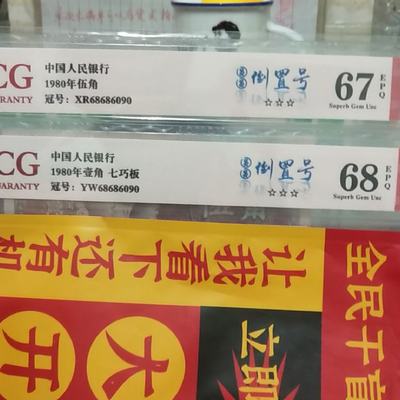 CG
WARRANTY
中国人民银行
1980年伍角
冠号：XR68686090
倒置号
☆☆☆
67
EPQ
Superb Gem Unc
CG
WARRANTY
中国人民银行
1980年壹角 七巧板
冠号：YW68686090
倒置号
☆☆☆
68
EPQ
Superb Gem Unc
让我看下还有机
全民干
立即
大
开